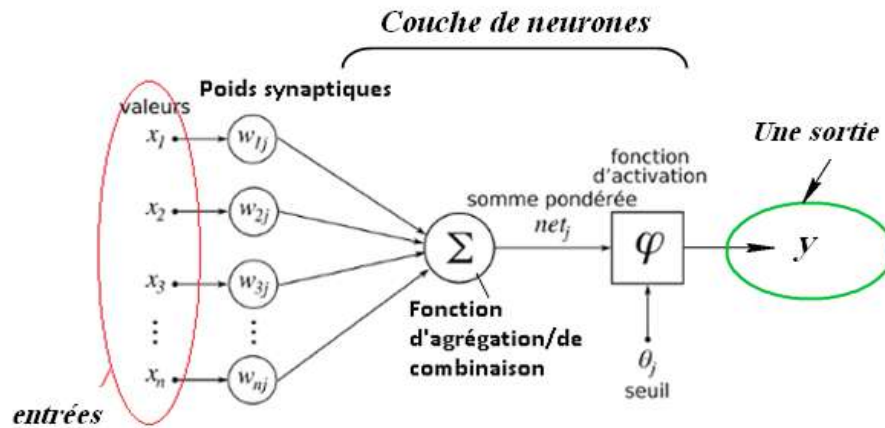 Couche de neurones
Poids synaptiques
valeurs
x1
w1j
x2
w2j
x3
w3j
⋮
⋮
xn
wnj
entrées
Σ
Fonction
d'agrégation/de
combinaison
somme pondérée
netj
fonction
d'activation
φ
θj
seuil
Une sortie
y